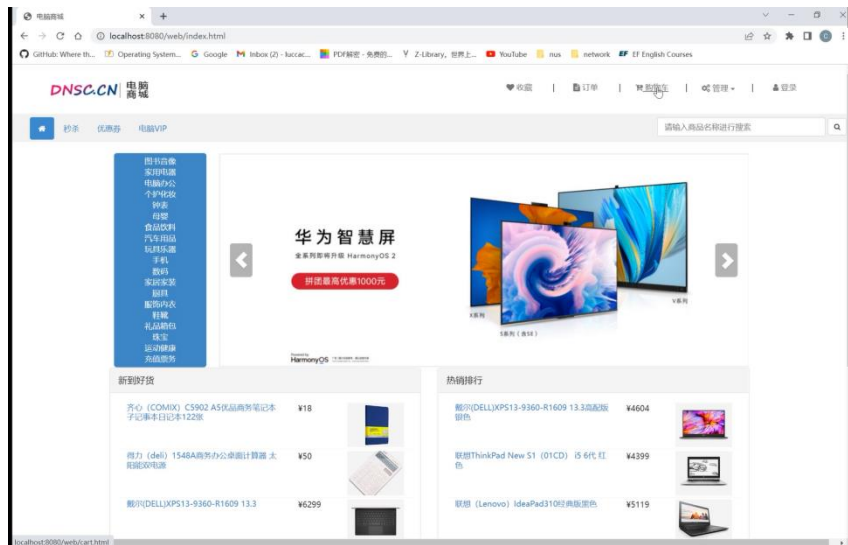 电脑商城
localhost:8080/web/index.html
GitHub: Where th...
Operating System...
Google
Inbox (2) - luccac...
PDF解密 - 免费的...
Z-Library，世界上...
YouTube
nus
network
EF English Courses
DNSC.CN 电脑商城
收藏 | 订单 | 购物车 | 管理 | 登录
秒杀 优惠券 电脑VIP
请输入商品名称进行搜索
图书音像
家用电器
电脑办公
个护化妆
钟表
母婴
食品饮料
汽车用品
玩具乐器
手机
数码
家居家装
厨具
服饰内衣
鞋靴
礼品箱包
珠宝
运动健康
充值票务
华为智慧屏
全系列即将升级 HarmonyOS 2
拼团最高优惠1000元
X系列
S系列（含SE）
V系列
Powered by
HarmonyOS
新到好货
齐心（COMIX）C5902 A5优品商务笔记本
子记事本日记本122张
¥18
得力（deli）1548A商务办公桌面计算器 太
阳能双电源
¥50
戴尔(DELL)XPS13-9360-R1609 13.3
¥6299
热销排行
戴尔(DELL)XPS13-9360-R1609 13.3高配版
银色
¥4604
联想ThinkPad New S1（01CD） i5 6代 红
色
¥4399
联想（Lenovo）IdeaPad310经典版黑色
¥5119
localhost:8080/web/cart.html